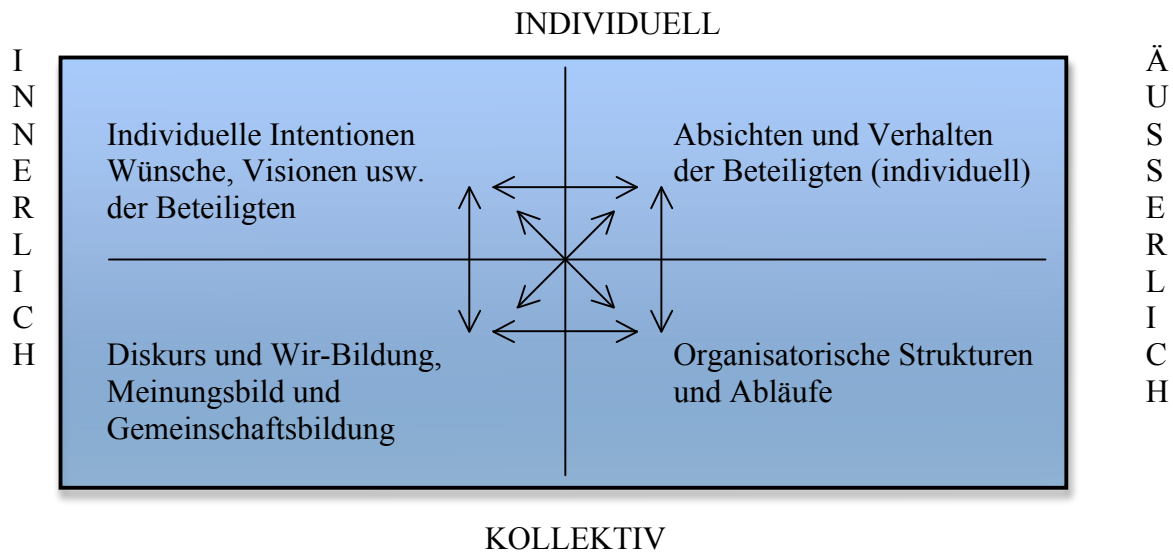 INDIVIDUELL
INNERLICH
Individuelle Intentionen
Wünsche, Visionen usw.
der Beteiligten
Absichten und Verhalten
der Beteiligten (individuell)
ÄUSSERLICH
Diskurs und Wir-Bildung,
Meinungsbild und
Gemeinschaftsbildung
Organisatorische Strukturen
und Abläufe
KOLLEKTIV